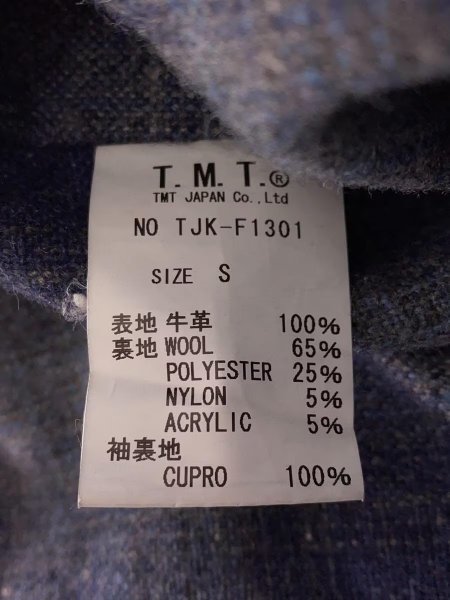 T.M.T.®
TMT JAPAN Co.,Ltd
NO TJK-F1301
SIZE S
表地 牛革 100%
裏地 WOOL 65%
POLYESTER 25%
NYLON 5%
ACRYLIC 5%
袖裏地
CUPRO 100%